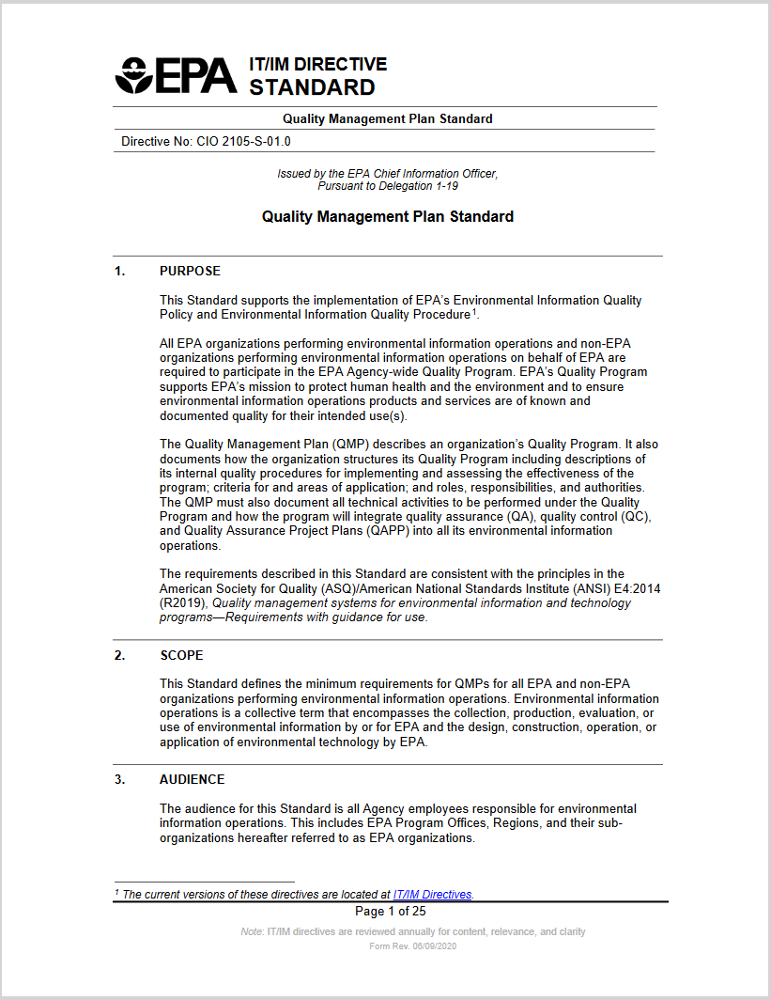 EPA IT/IM DIRECTIVE
STANDARD
Quality Management Plan Standard
Directive No: CIO 2105-S-01.0
Issued by the EPA Chief Information Officer,
Pursuant to Delegation 1-19
Quality Management Plan Standard
1. PURPOSE
This Standard supports the implementation of EPA’s Environmental Information Quality
Policy and Environmental Information Quality Procedure¹.
All EPA organizations performing environmental information operations and non-EPA
organizations performing environmental information operations on behalf of EPA are
required to participate in the EPA Agency-wide Quality Program. EPA’s Quality Program
supports EPA’s mission to protect human health and the environment and to ensure
environmental information operations products and services are of known and
documented quality for their intended use(s).
The Quality Management Plan (QMP) describes an organization’s Quality Program. It also
documents how the organization structures its Quality Program including descriptions of
its internal quality procedures for implementing and assessing the effectiveness of the
program; criteria for and areas of application; and roles, responsibilities, and authorities.
The QMP must also document all technical activities to be performed under the Quality
Program and how the program will integrate quality assurance (QA), quality control (QC),
and Quality Assurance Project Plans (QAPP) into all its environmental information
operations.
The requirements described in this Standard are consistent with the principles in the
American Society for Quality (ASQ)/American National Standards Institute (ANSI) E4:2014
(R2019), Quality management systems for environmental information and technology
programs—Requirements with guidance for use.
2. SCOPE
This Standard defines the minimum requirements for QMPs for all EPA and non-EPA
organizations performing environmental information operations. Environmental information
operations is a collective term that encompasses the collection, production, evaluation, or
use of environmental information by or for EPA and the design, construction, operation, or
application of environmental technology by EPA.
3. AUDIENCE
The audience for this Standard is all Agency employees responsible for environmental
information operations. This includes EPA Program Offices, Regions, and their sub-
organizations hereafter referred to as EPA organizations.
¹ The current versions of these directives are located at IT/IM Directives.
Page 1 of 25
Note: IT/IM directives are reviewed annually for content, relevance, and clarity
Form Rev. 06/09/2020